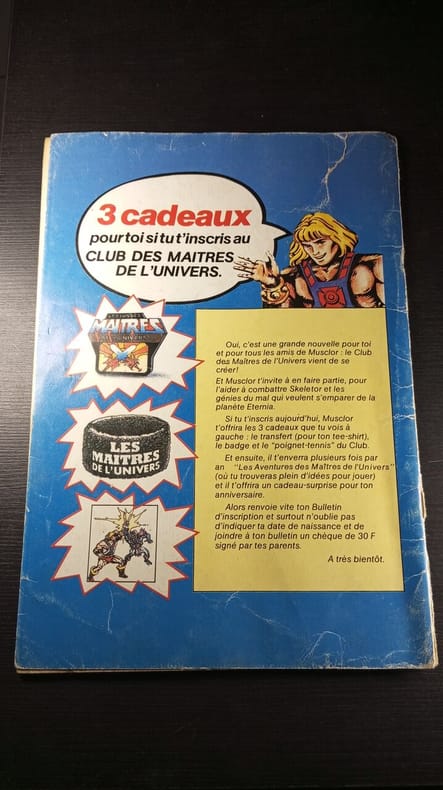 3 cadeaux
pour toi si tu t'inscris au
CLUB DES MAITRES
DE L'UNIVERS.
MAITRES
LES
MAITRES
DE L'UNIVERS
Oui, c'est une grande nouvelle pour toi
et pour tous les amis de Musclor : le Club
des Maîtres de l'Univers vient de se
créer!
Et Musclor t'invite à en faire partie, pour
l'aider à combattre Skeletor et les
génies du mal qui veulent s'emparer de la
planète Eternia.
Si tu t'inscris aujourd'hui, Musclor
t'offrira les 3 cadeaux que tu vois à
gauche : le transfert (pour ton tee-shirt),
le badge et le "poignet-tennis" du Club.
Et ensuite, il t'enverra plusieurs fois par
an "Les Aventures des Maîtres de l'Univers"
(où tu trouveras plein d'idées pour jouer)
et il t'offrira un cadeau-surprise pour ton
anniversaire.
Alors renvoie vite ton Bulletin
d'inscription et surtout n'oublie pas
d'indiquer ta date de naissance et de
joindre à ton bulletin un chèque de 30 F
signé par tes parents.
A très bientôt.